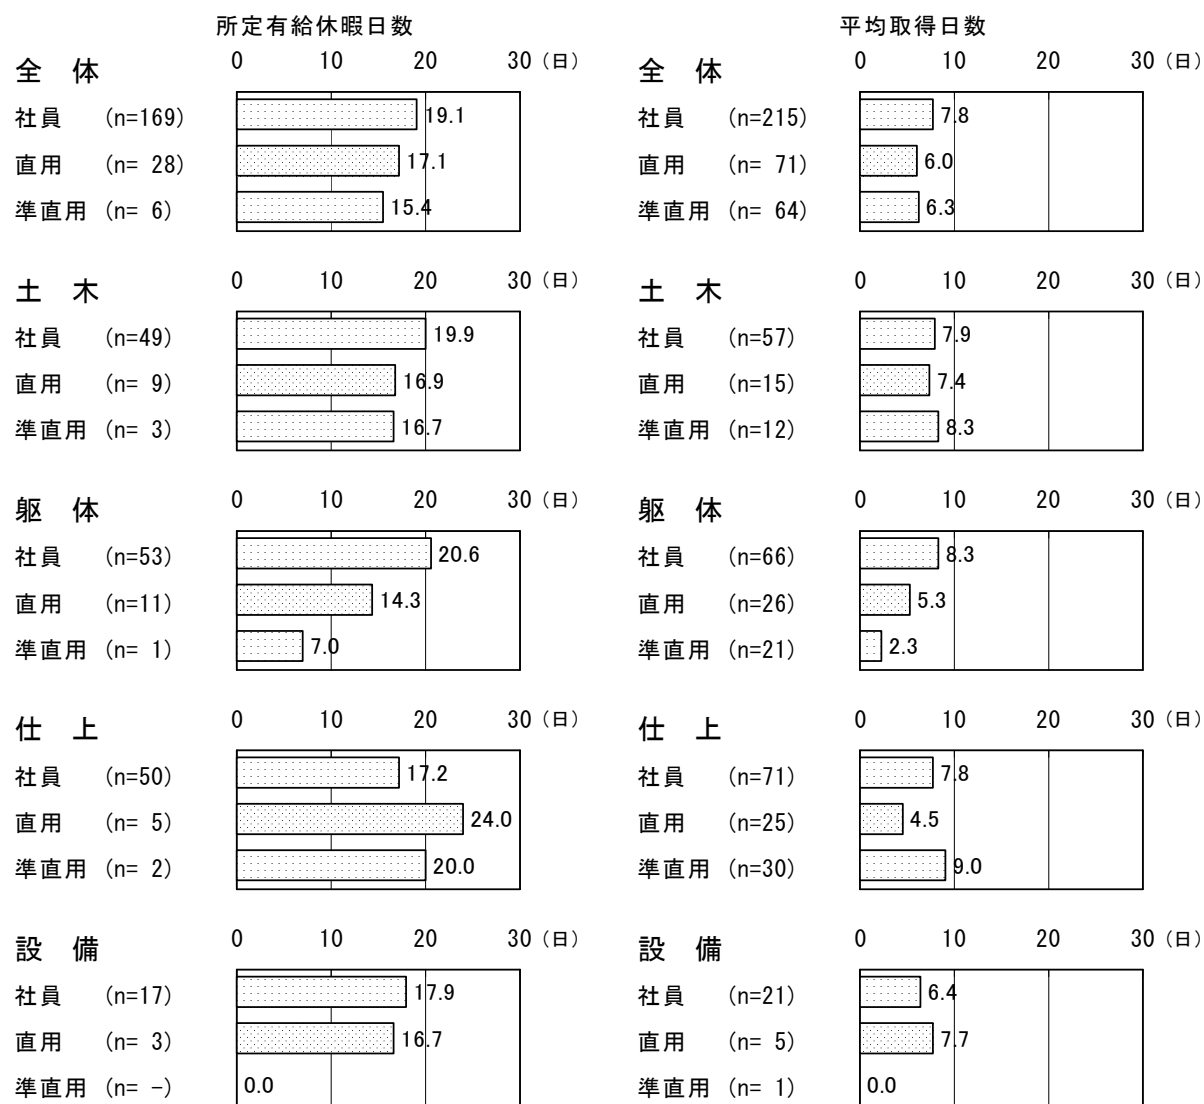 所定有給休暇日数
0 10 20 30 (日)
全 体
社員 (n=169) 19.1
直用 (n= 28) 17.1
準直用 (n= 6) 15.4
0 10 20 30 (日)
土 木
社員 (n=49) 19.9
直用 (n= 9) 16.9
準直用 (n= 3) 16.7
0 10 20 30 (日)
躯 体
社員 (n=53) 20.6
直用 (n=11) 14.3
準直用 (n= 1) 7.0
0 10 20 30 (日)
仕 上
社員 (n=50) 17.2
直用 (n= 5) 24.0
準直用 (n= 2) 20.0
0 10 20 30 (日)
設 備
社員 (n=17) 17.9
直用 (n= 3) 16.7
準直用 (n= -) 0.0
平均取得日数
0 10 20 30 (日)
全 体
社員 (n=215) 7.8
直用 (n= 71) 6.0
準直用 (n= 64) 6.3
0 10 20 30 (日)
土 木
社員 (n=57) 7.9
直用 (n=15) 7.4
準直用 (n=12) 8.3
0 10 20 30 (日)
躯 体
社員 (n=66) 8.3
直用 (n=26) 5.3
準直用 (n=21) 2.3
0 10 20 30 (日)
仕 上
社員 (n=71) 7.8
直用 (n=25) 4.5
準直用 (n=30) 9.0
0 10 20 30 (日)
設 備
社員 (n=21) 6.4
直用 (n= 5) 7.7
準直用 (n= 1) 0.0